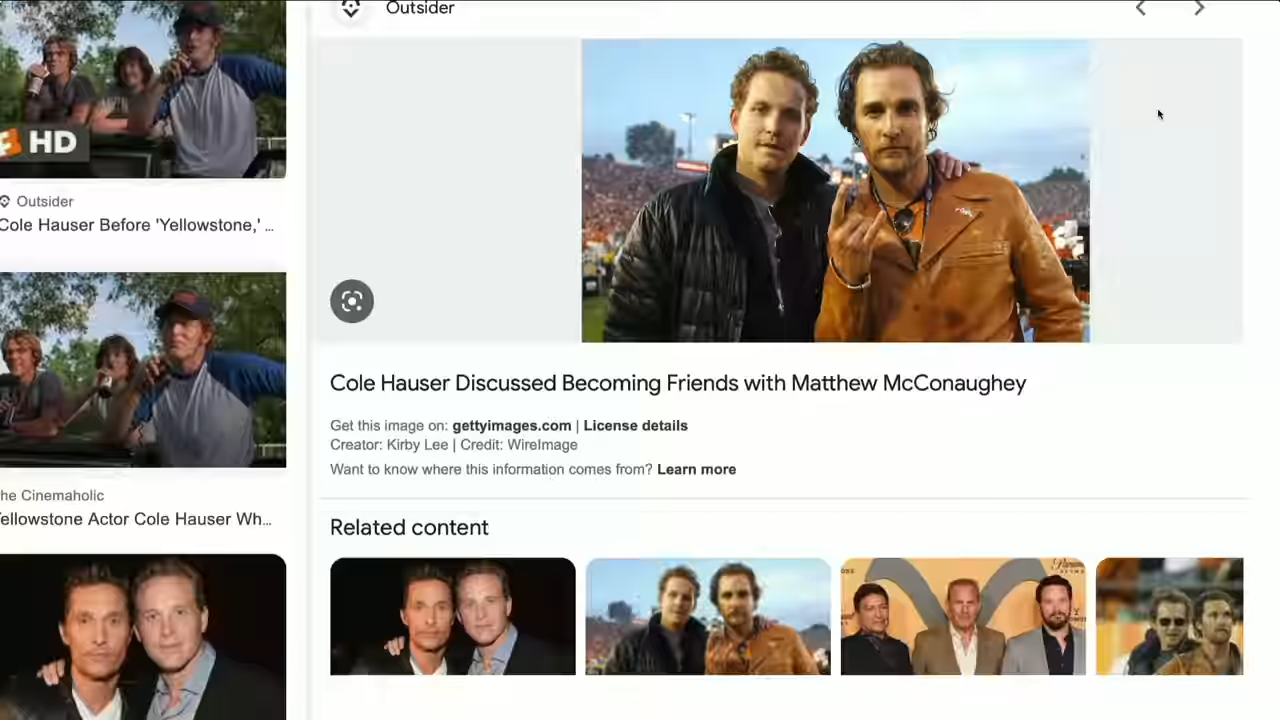 Outsider
HD
Outsider
Cole Hauser Before 'Yellowstone,' ...
he Cinemaholic
ellowstone Actor Cole Hauser Wh...
Cole Hauser Discussed Becoming Friends with Matthew McConaughey
Get this image on: gettyimages.com | License details
Creator: Kirby Lee | Credit: WireImage
Want to know where this information comes from? Learn more
Related content